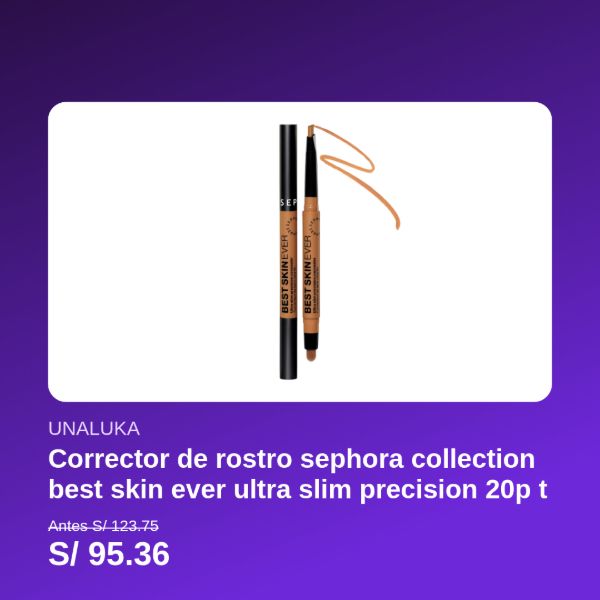 SEP
BEST SKIN EVER
BEST SKIN EVER
UNALUKA
Corrector de rostro sephora collection
best skin ever ultra slim precision 20p t
Antes S/ 123.75
S/ 95.36